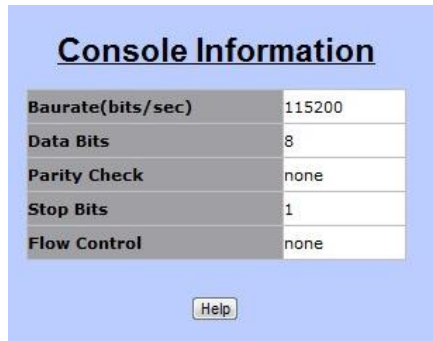 Console Information
Baurate(bits/sec) 115200
Data Bits 8
Parity Check none
Stop Bits 1
Flow Control none
Help